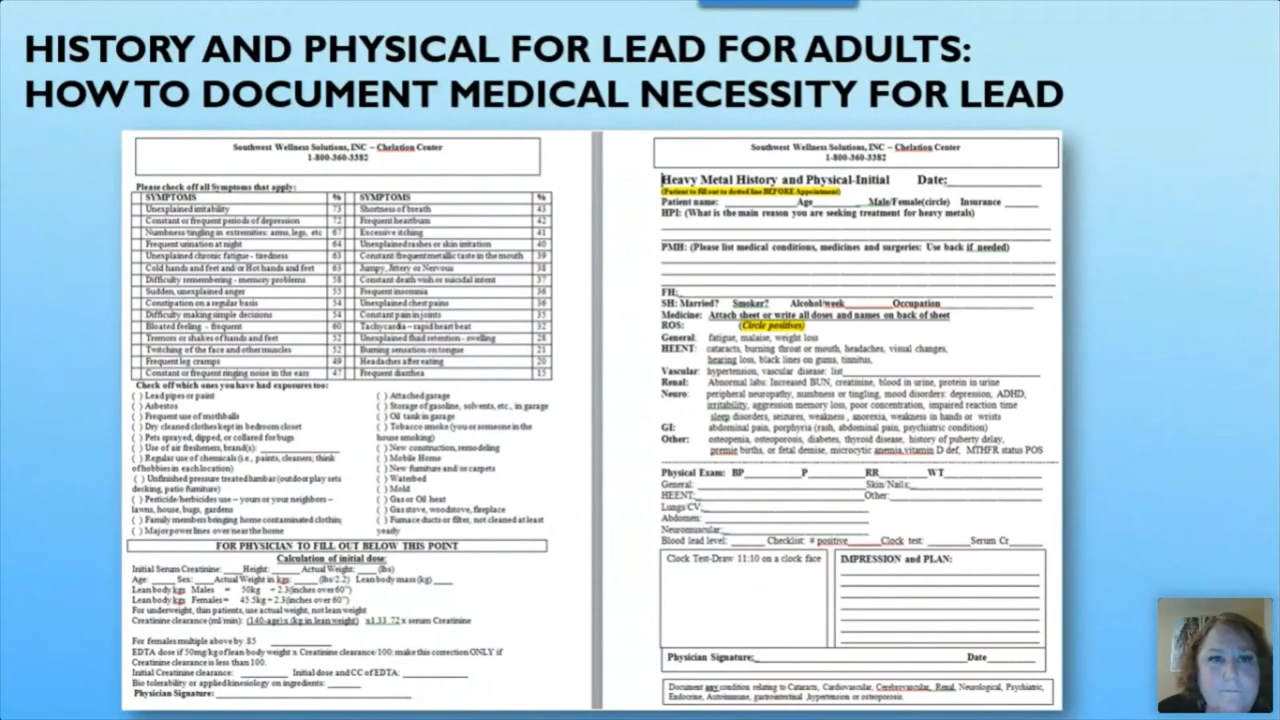 HISTORY AND PHYSICAL FOR LEAD FOR ADULTS:
HOW TO DOCUMENT MEDICAL NECESSITY FOR LEAD
Southwest Wellness Solutions, INC – Chelation Center
1-800-360-3382
Please check off all Symptoms that apply:
SYMPTOMS % SYMPTOMS %
Unexplained irritability 73 Shortness of breath 43
Constant or frequent periods of depression 72 Frequent heartburn 42
Numbness/tingling in extremities: arms, legs, etc 67 Excessive itching 41
Frequent urination at night 64 Unexplained rashes or skin irritation 40
Unexplained chronic fatigue - tiredness 63 Constant frequent metallic taste in the mouth 39
Cold hands and feet and/or Hot hands and feet 63 Jumpy, Jittery or Nervous 38
Difficulty remembering - memory problems 58 Constant death wish or suicidal intent 37
Sudden, unexplained anger 55 Frequent insomnia 36
Constipation on a regular basis 54 Unexplained chest pains 36
Difficulty making simple decisions 54 Constant pain in joints 35
Bloated feeling - frequent 60 Tachycardia – rapid heart beat 32
Tremors or shakes of hands and feet 52 Unexplained fluid retention - swelling 28
Twitching of the face and other muscles 52 Burning sensation on tongue 21
Frequent leg cramps 49 Headaches after eating 20
Constant or frequent ringing noise in the ears 47 Frequent diarrhea 15
Check off which ones you have had exposures too:
( ) Lead pipes or paint
( ) Asbestos
( ) Frequent use of mothballs
( ) Dry cleaned clothes kept in bedroom closet
( ) Pets sprayed, dipped, or collared for bugs
( ) Use of air fresheners, brand(s):
( ) Regular use of chemicals (i.e., paints, cleaners; think
of hobbies in each location)
( ) Unfinished pressure treated lumbar (outdoor play sets
decking, patio furniture)
( ) Pesticide/herbicides use – yours or your neighbors –
lawns, house, bugs, gardens
( ) Family members bringing home contaminated clothing
( ) Major power lines over/near the home
( ) Attached garage
( ) Storage of gasoline, solvents, etc., in garage
( ) Oil tank in garage
( ) Tobacco smoke (you or someone in the
house smoking)
( ) New construction, remodeling
( ) Mobile Home
( ) New furniture and/or carpets
( ) Waterbed
( ) Mold
( ) Gas or Oil heat
( ) Gas stove, woodstove, fireplace
( ) Furnace ducts or filter, not cleaned at least
yearly
FOR PHYSICIAN TO FILL OUT BELOW THIS POINT
Calculation of initial dose:
Initial Serum Creatinine: Height: Actual Weight: (lbs)
Age: Sex: Actual Weight in kgs: (lbs/2.2) Lean body mass (kg)
Lean body kgs Males = 50kg + 2.3(inches over 60")
Lean body kgs Females = 45.5kg + 2.3(inches over 60")
For underweight, thin patients, use actual weight, not lean weight
Creatinine clearance (ml/min): (140-age) x (kg in lean weight) x1.33 72 x serum Creatinine
For females multiple above by .85
EDTA dose if 50mg/kg of lean body weight x Creatinine clearance/100: make this correction ONLY if
Creatinine clearance is less than 100.
Initial Creatinine clearance: Initial dose and CC of EDTA:
Bio tolerability or applied kinesiology on ingredients:
Physician Signature:
Southwest Wellness Solutions, INC – Chelation Center
1-800-360-3382
Heavy Metal History and Physical-Initial Date:
(Patient to fill out to dotted line BEFORE Appointment)
Patient name: Age Male/Female(circle) Insurance
HPI: (What is the main reason you are seeking treatment for heavy metals)
PMH: (Please list medical conditions, medicines and surgeries: Use back if needed)
FH:
SH: Married? Smoker? Alcohol/week Occupation
Medicine: Attach sheet or write all doses and names on back of sheet
ROS: (Circle positives)
General: fatigue, malaise, weight loss
HEENT: cataracts, burning throat or mouth, headaches, visual changes,
hearing loss, black lines on gums, tinnitus,
Vascular: hypertension, vascular disease: list
Renal: Abnormal labs: Increased BUN, creatinine, blood in urine, protein in urine
Neuro: peripheral neuropathy, numbness or tingling, mood disorders: depression, ADHD,
irritability, aggression memory loss, poor concentration, impaired reaction time
sleep disorders, seizures, weakness , anorexia, weakness in hands or wrists
GI: abdominal pain, porphyria (rash, abdominal pain, psychiatric condition)
Other: osteopenia, osteoporosis, diabetes, thyroid disease, history of puberty delay,
premie births, or fetal demise, microcytic anemia, vitamin D def, MTHFR status POS
Physical Exam: BP P RR WT
General: Skin/Nails:
HEENT: Other:
Lungs/CV:
Abdomen:
Neuromuscular:
Blood lead level: Checklist: # positive Clock test: Serum Cr
Clock Test-Draw 11:10 on a clock face
IMPRESSION and PLAN:
Physician Signature: Date
Document any condition relating to Cataracts, Cardiovascular, Cerebrovascular, Renal, Neurological, Psychiatric,
Endocrine, Autoimmune, gastrointestinal ,hypertension or osteoporosis.